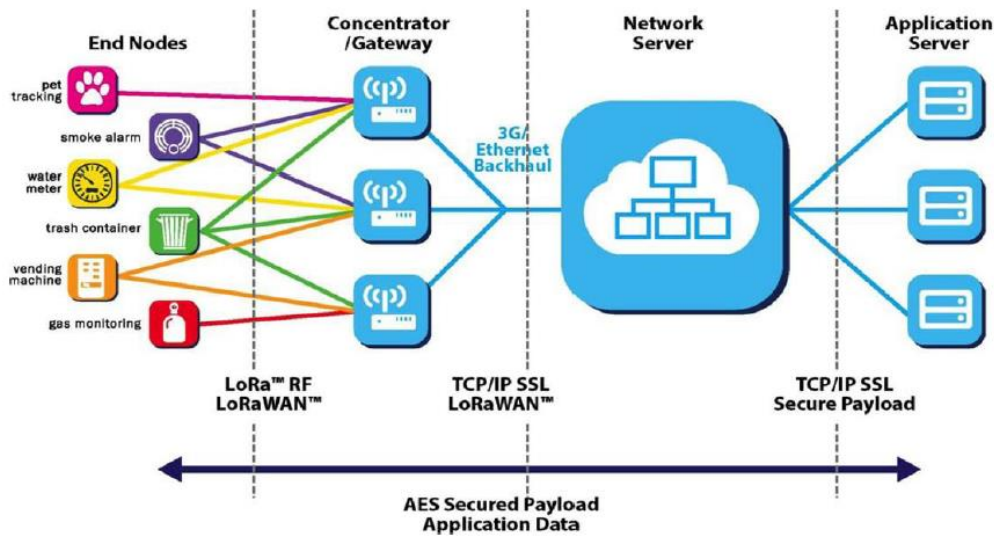 End Nodes
Concentrator
/Gateway
Network
Server
Application
Server
pet
tracking
smoke alarm
water
meter
trash container
vending
machine
gas monitoring
3G/
Ethernet
Backhaul
LoRa™ RF
LoRaWAN™
TCP/IP SSL
LoRaWAN™
TCP/IP SSL
Secure Payload
AES Secured Payload
Application Data